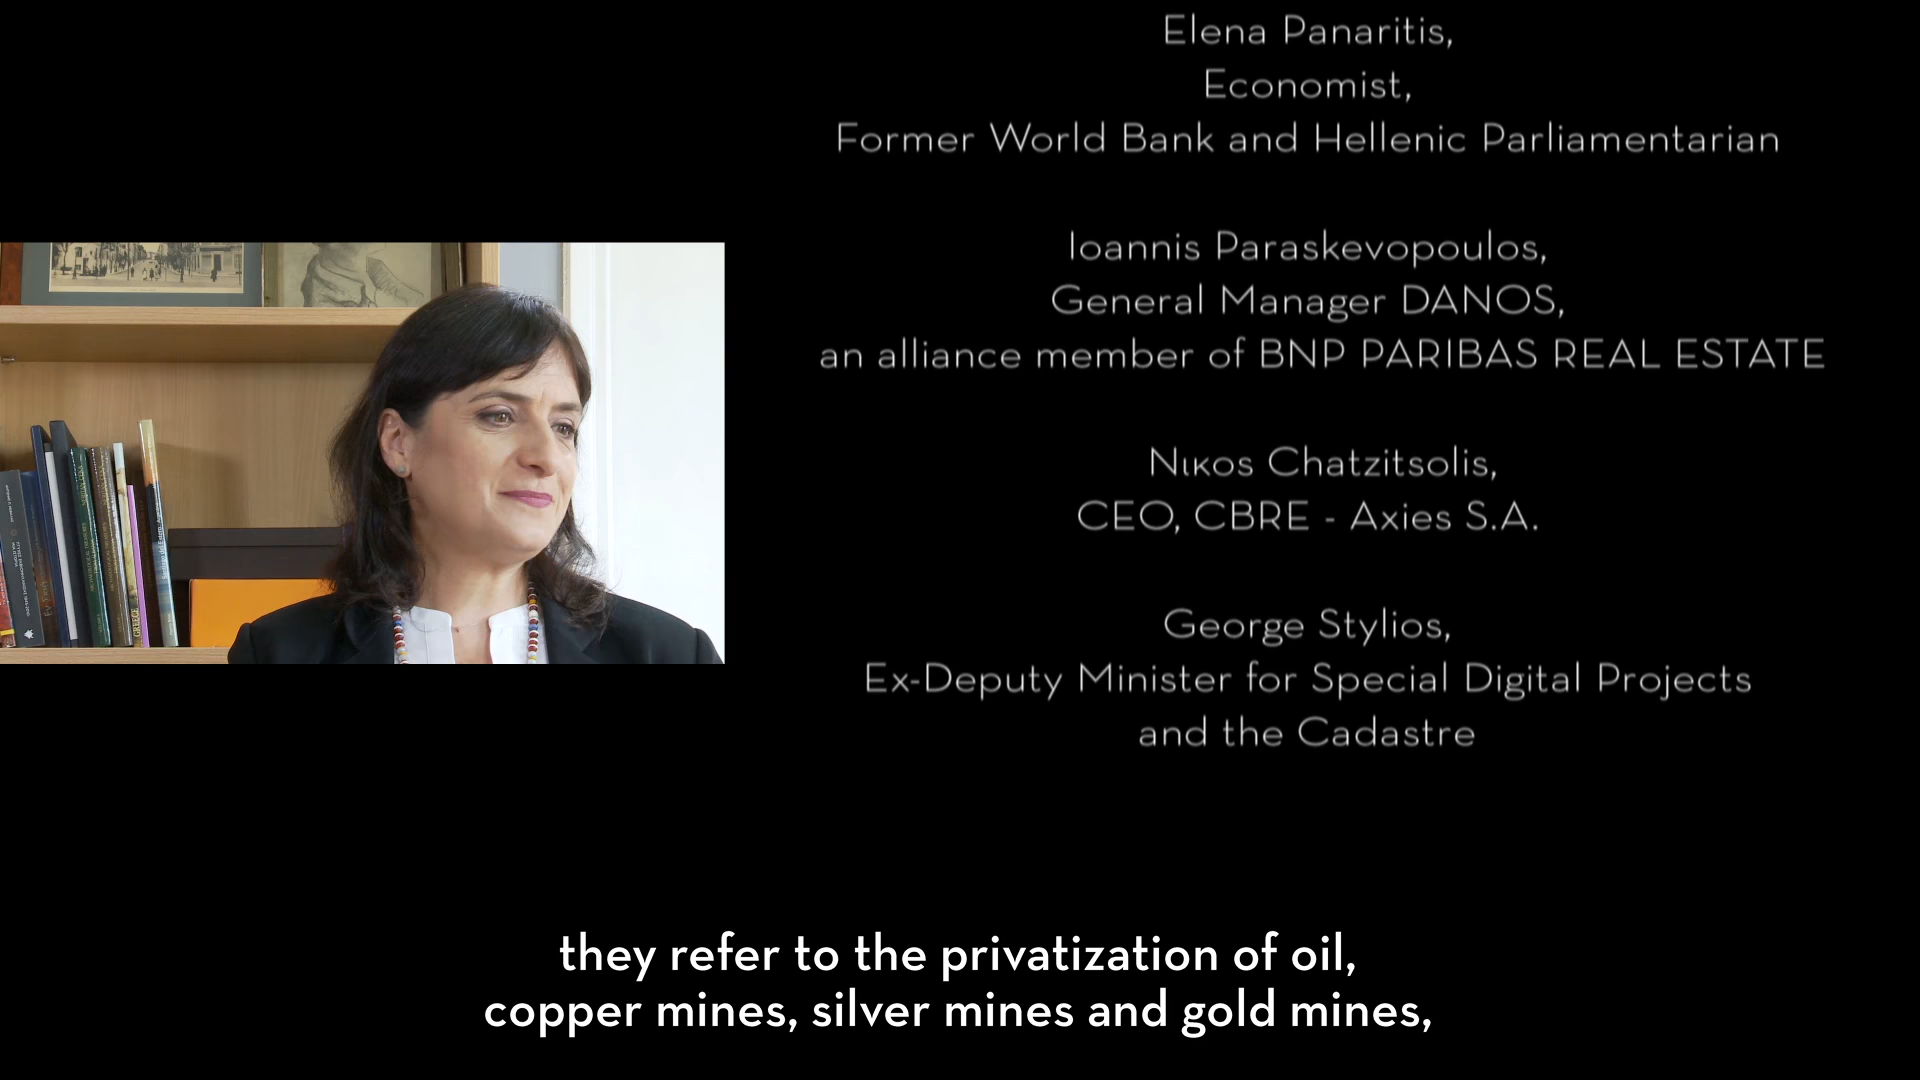 Elena Panaritis,
Economist,
Former World Bank and Hellenic Parliamentarian
Ioannis Paraskevopoulos,
General Manager DANOS,
an alliance member of BNP PARIBAS REAL ESTATE
Νικος Chatzitsolis,
CEO, CBRE - Axies S.A.
George Stylios,
Ex-Deputy Minister for Special Digital Projects
and the Cadastre
GREECE
they refer to the privatization of oil,
copper mines, silver mines and gold mines,